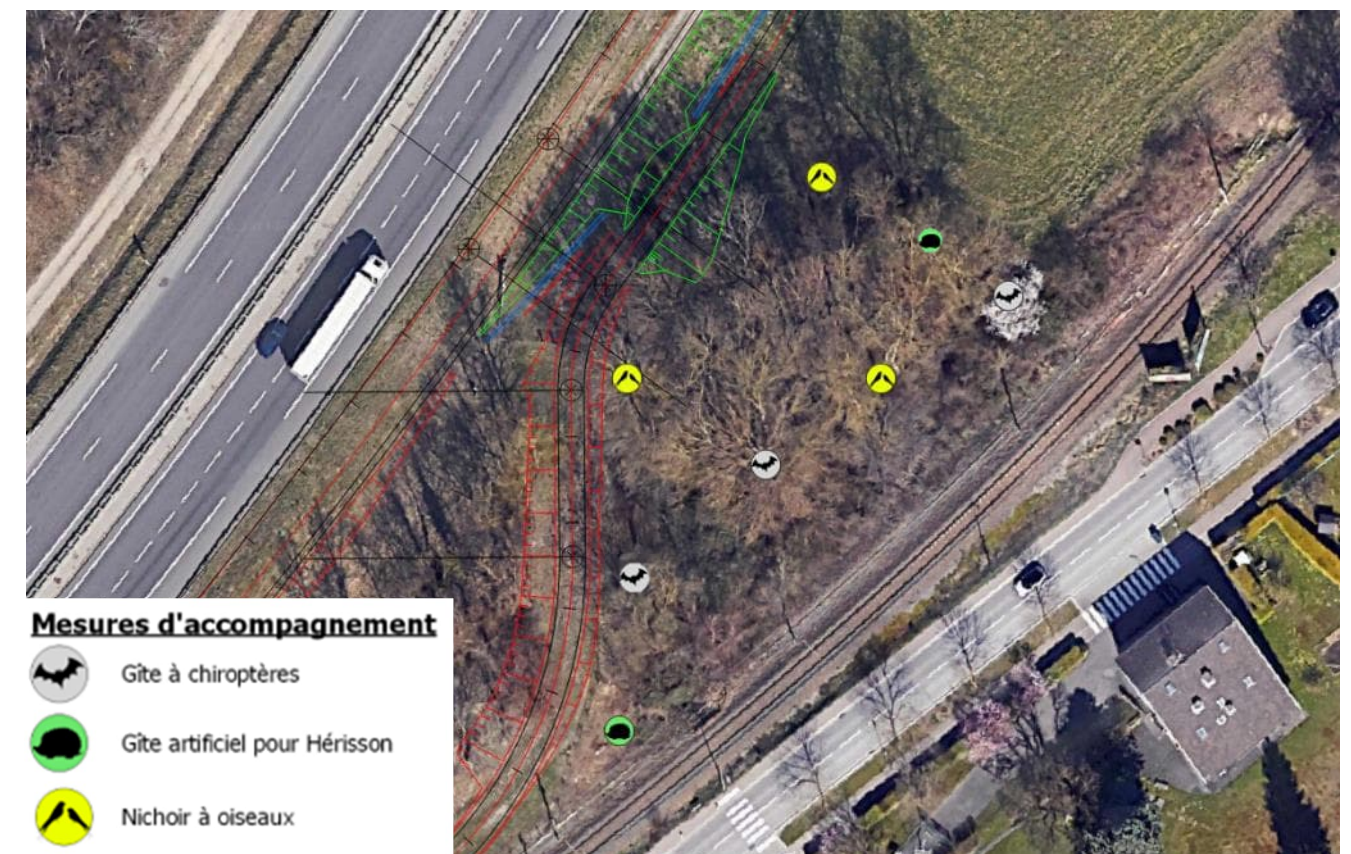 Mesures d'accompagnement
Gîte à chiroptères
Gîte artificiel pour Hérisson
Nichoir à oiseaux